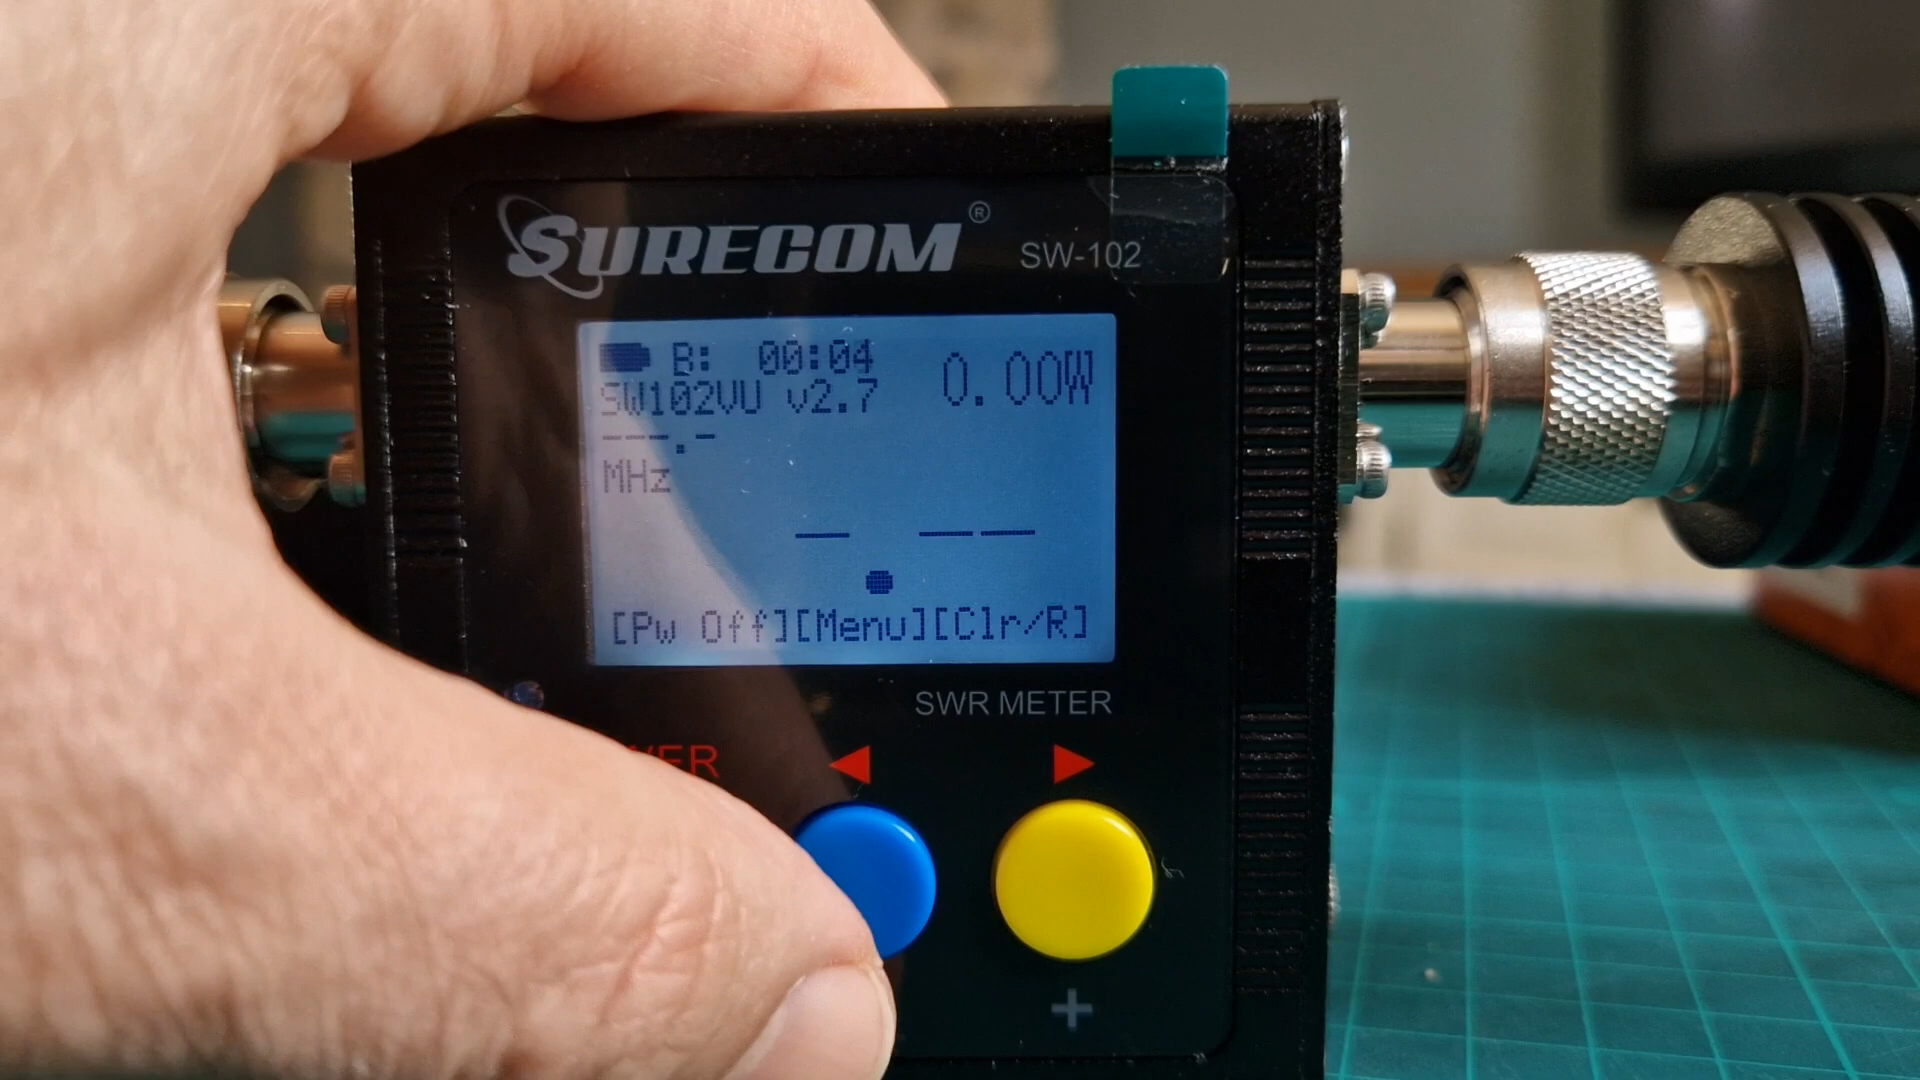 SURECOM ®
SW-102
B: 00:04 0.00W
SW102VU v2.7
---.-
MHz
-.--
[Pw Off][Menu][Clr/R]
SWR METER
+